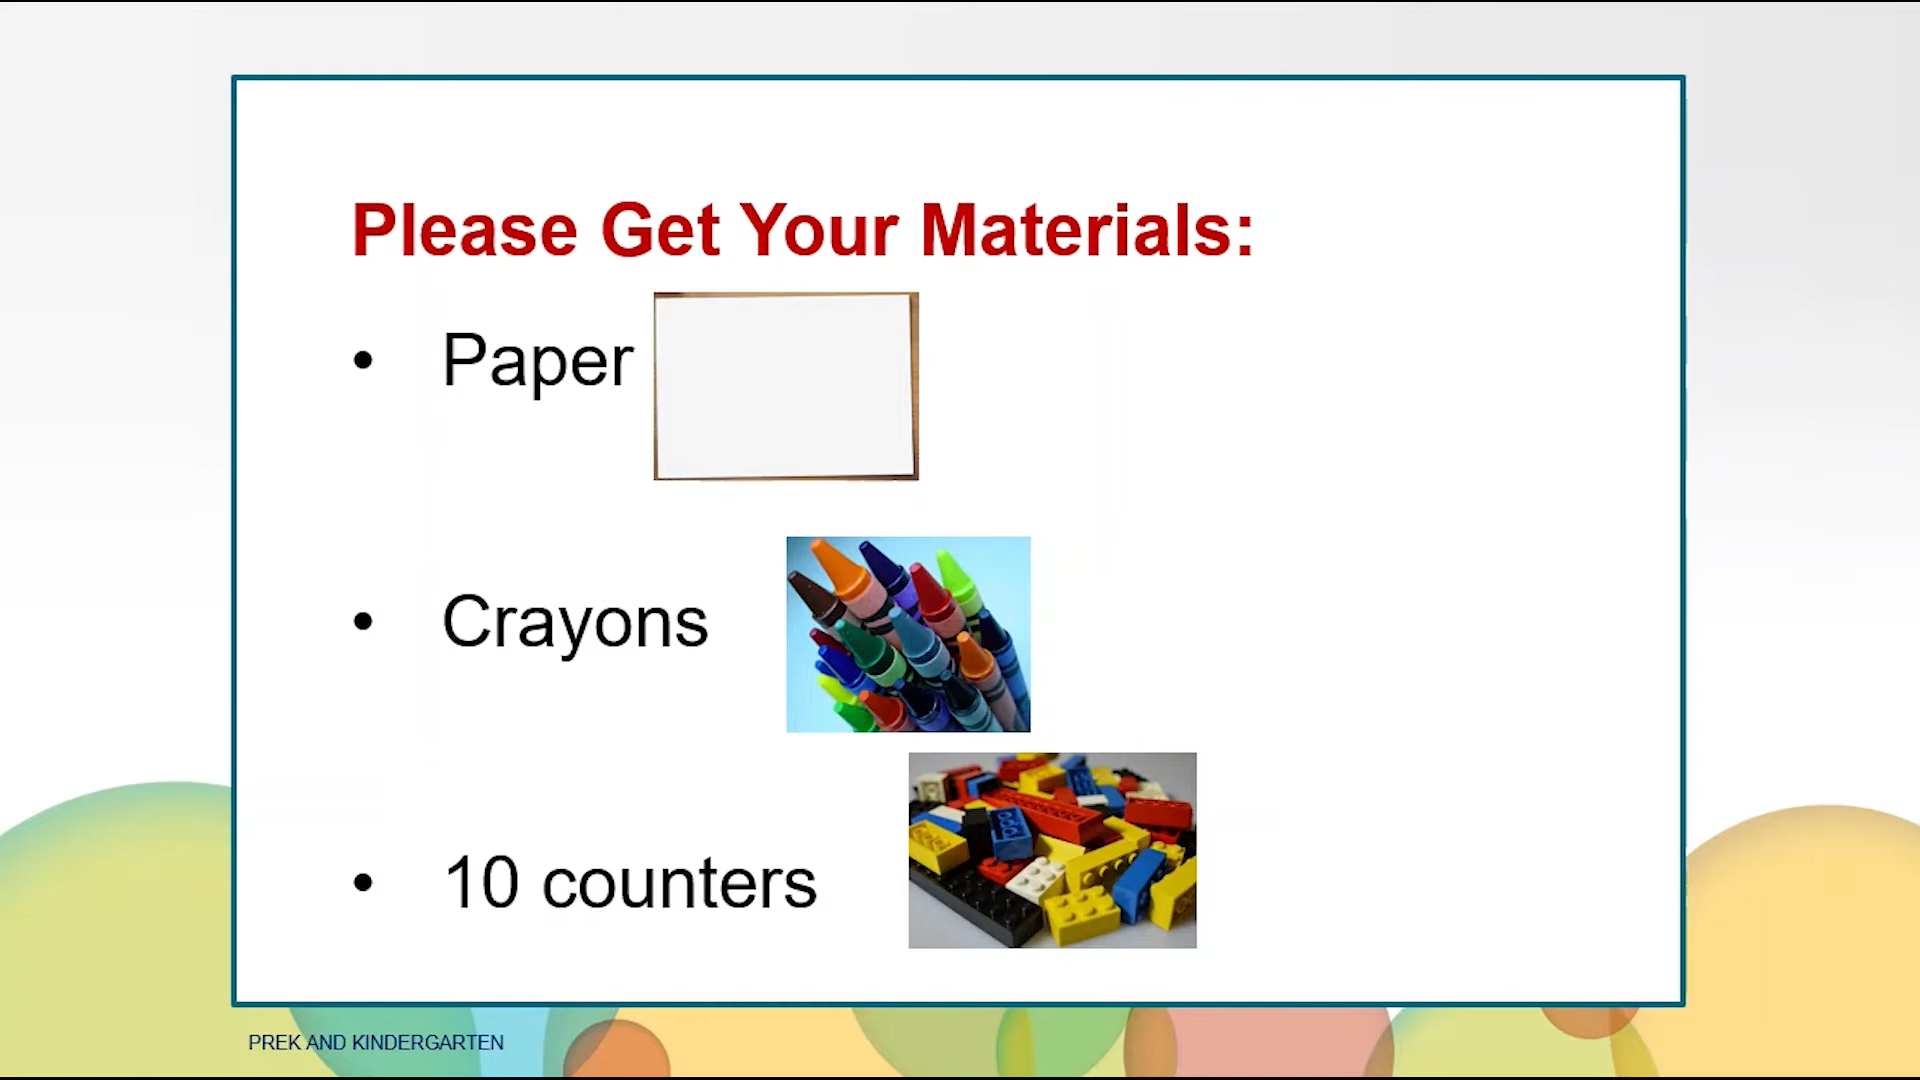 Please Get Your Materials:
• Paper
• Crayons
• 10 counters
PREK AND KINDERGARTEN